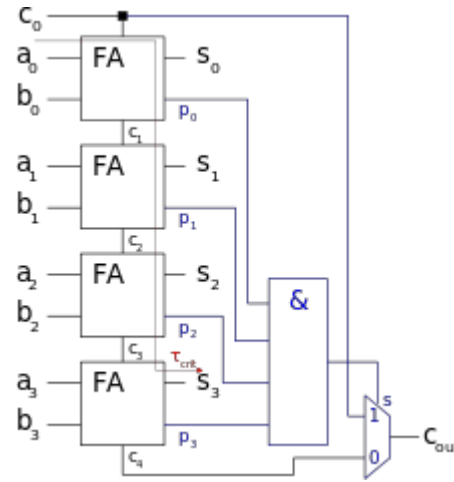 c0
a0 FA s0
b0 p0
c1
a1 FA s1
b1 p1
c2
a2 FA s2
b2 p2 &
c3 τcrit.
a3 FA s3 s
b3 p3 1
c4 0 cou